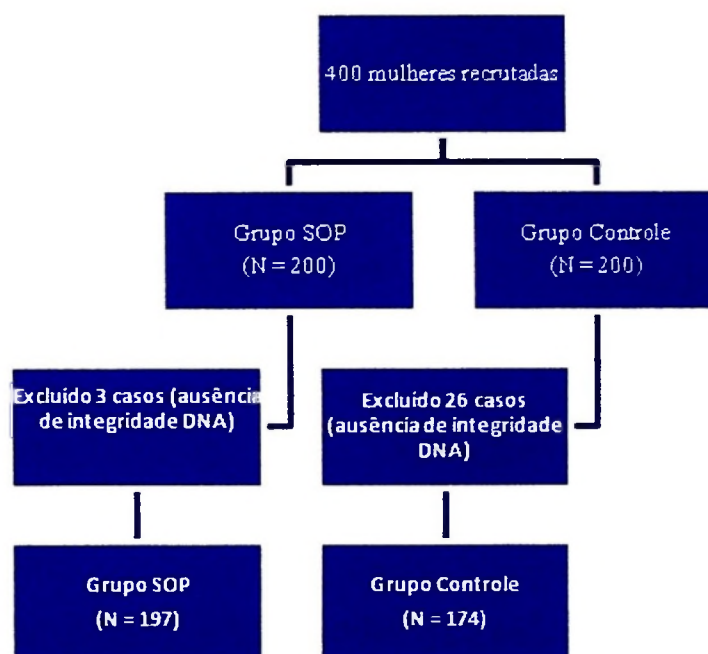 400 mulheres recrutadas
Grupo SOP
(N = 200)
Grupo Controle
(N = 200)
Excluído 3 casos (ausência
de integridade DNA)
Excluído 26 casos
(ausência de integridade
DNA)
Grupo SOP
(N = 197)
Grupo Controle
(N = 174)